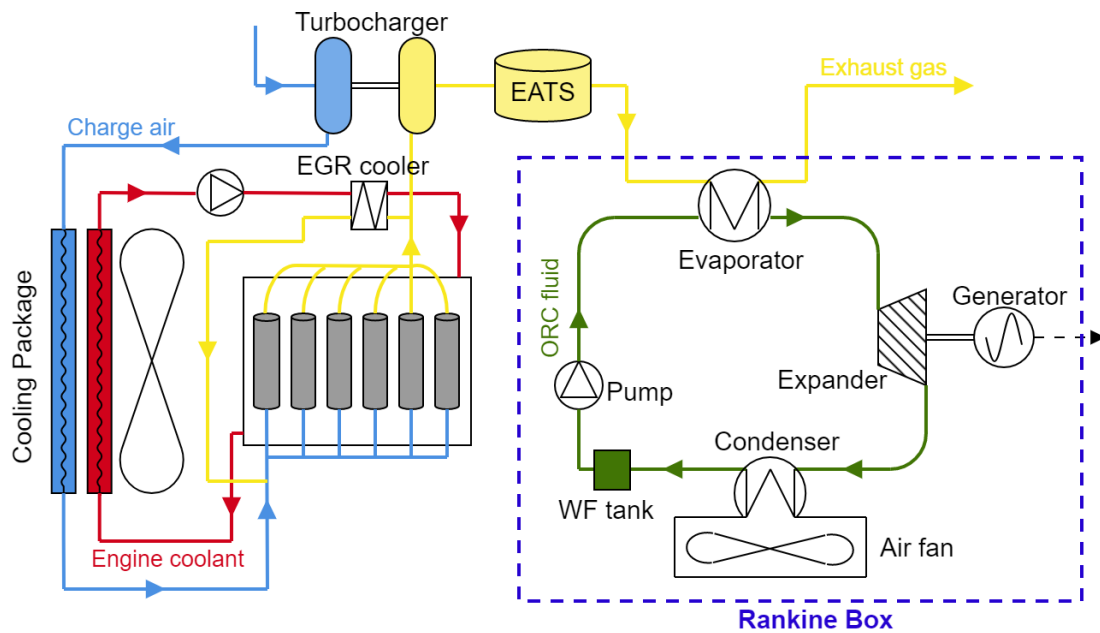 Turbocharger
EATS
Exhaust gas
Charge air
EGR cooler
Evaporator
Cooling Package
ORC fluid
Generator
Pump
Expander
Condenser
WF tank
Air fan
Engine coolant
Rankine Box